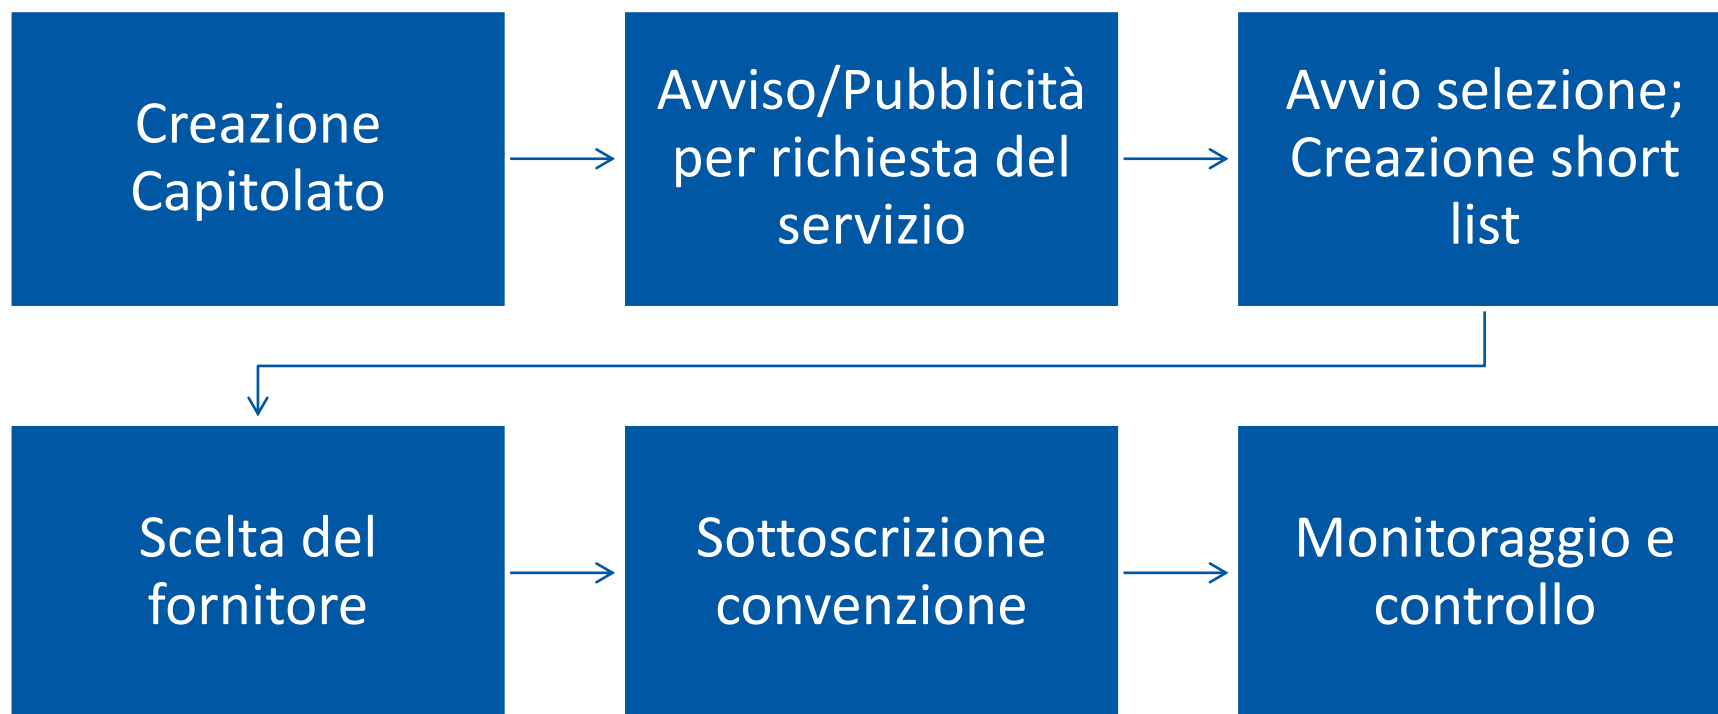 Creazione
Capitolato
Avviso/Pubblicità
per richiesta del
servizio
Avvio selezione;
Creazione short
list
Scelta del
fornitore
Sottoscrizione
convenzione
Monitoraggio e
controllo